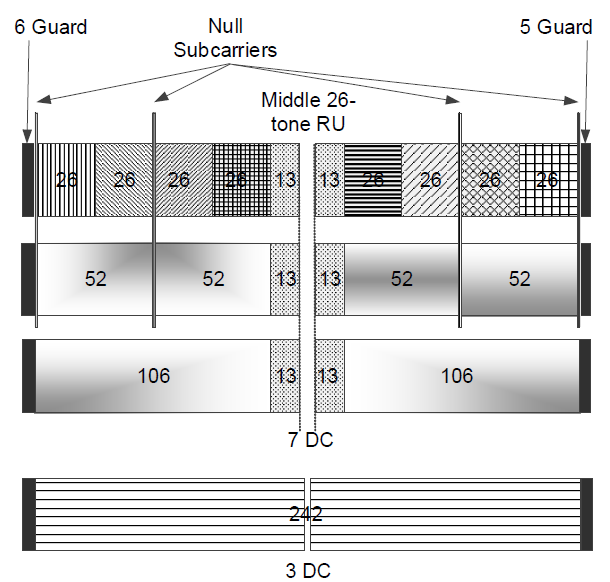 6 Guard
Null
Subcarriers
5 Guard
Middle 26-
tone RU
26 26 26 26 13 13 26 26 26 26
52 52 13 13 52 52
106 13 13 106
7 DC
242
3 DC